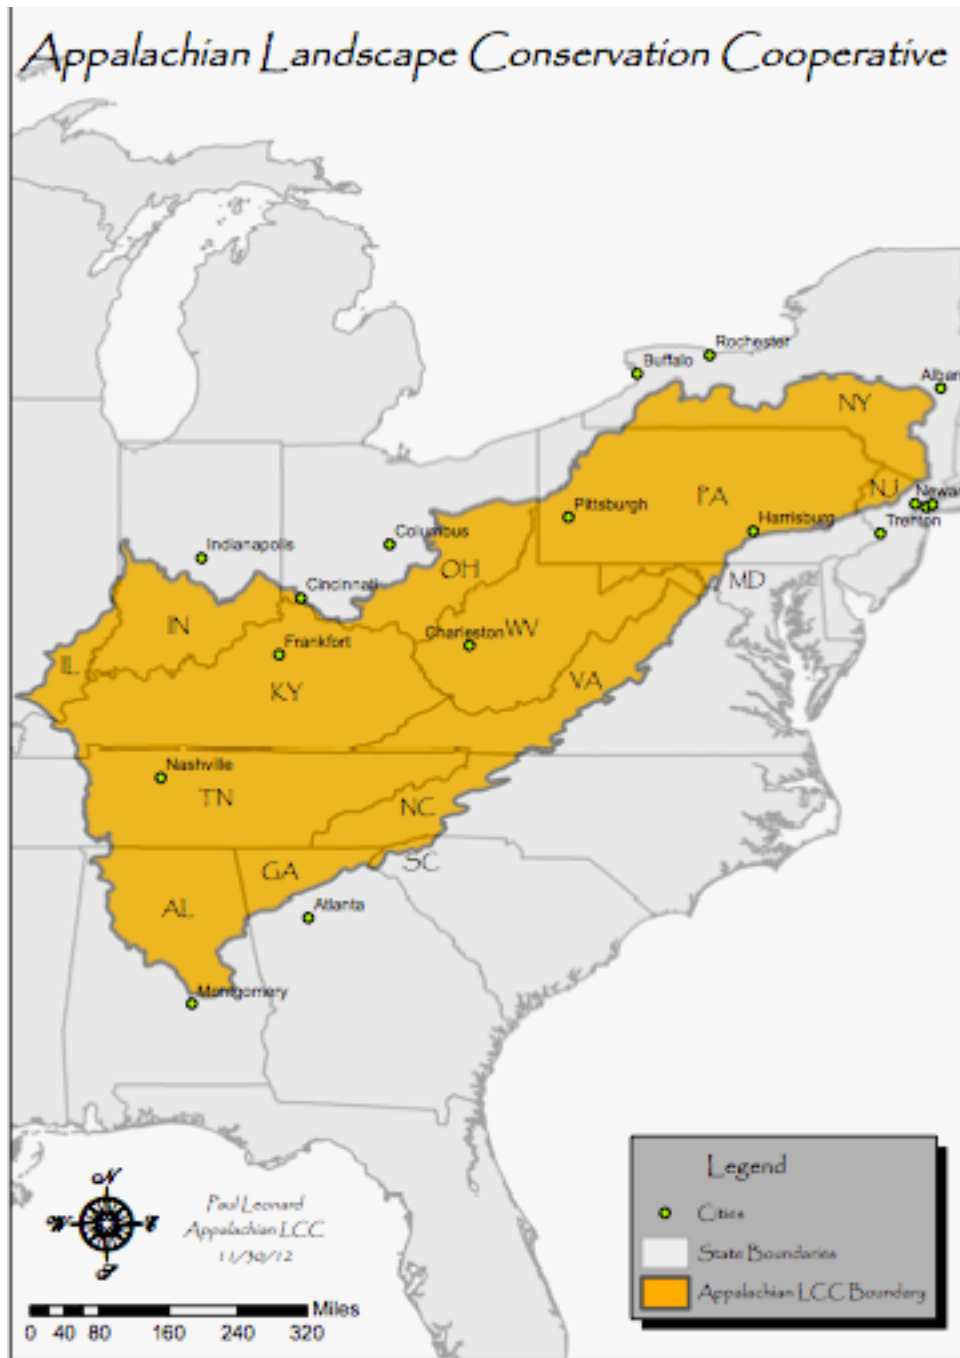 Appalachian Landscape Conservation Cooperative
Rochester
Buffalo
Alban
NY
PA
NJ
Newar
Pittsburgh
Harrisburg
Trenton
Columbus
Indianapolis
OH
MD
Cincinnati
IN
Charleston
WV
Frankfort
IL
KY
VA
Nashville
TN
NC
SC
GA
AL
Atlanta
Montgomery
Legend
Cities
State Boundaries
Appalachian LCC Boundary
N
W
E
S
Paul Leonard
Appalachian LCC
11/30/12
Miles
0 40 80 160 240 320